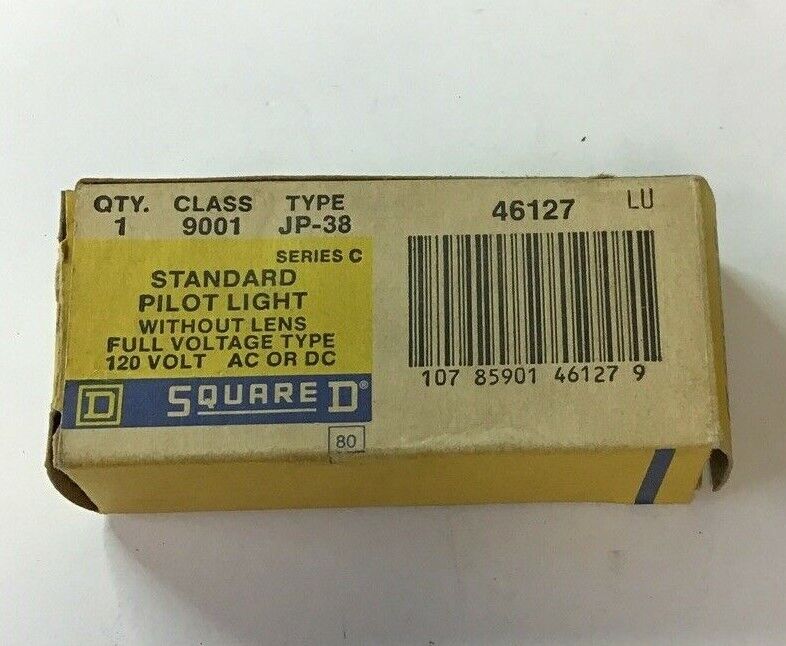 QTY. CLASS TYPE
1 9001 JP-38
SERIES C
STANDARD
PILOT LIGHT
WITHOUT LENS
FULL VOLTAGE TYPE
120 VOLT AC OR DC
D SQUARE D®
80
46127 LU
107 85901 46127 9